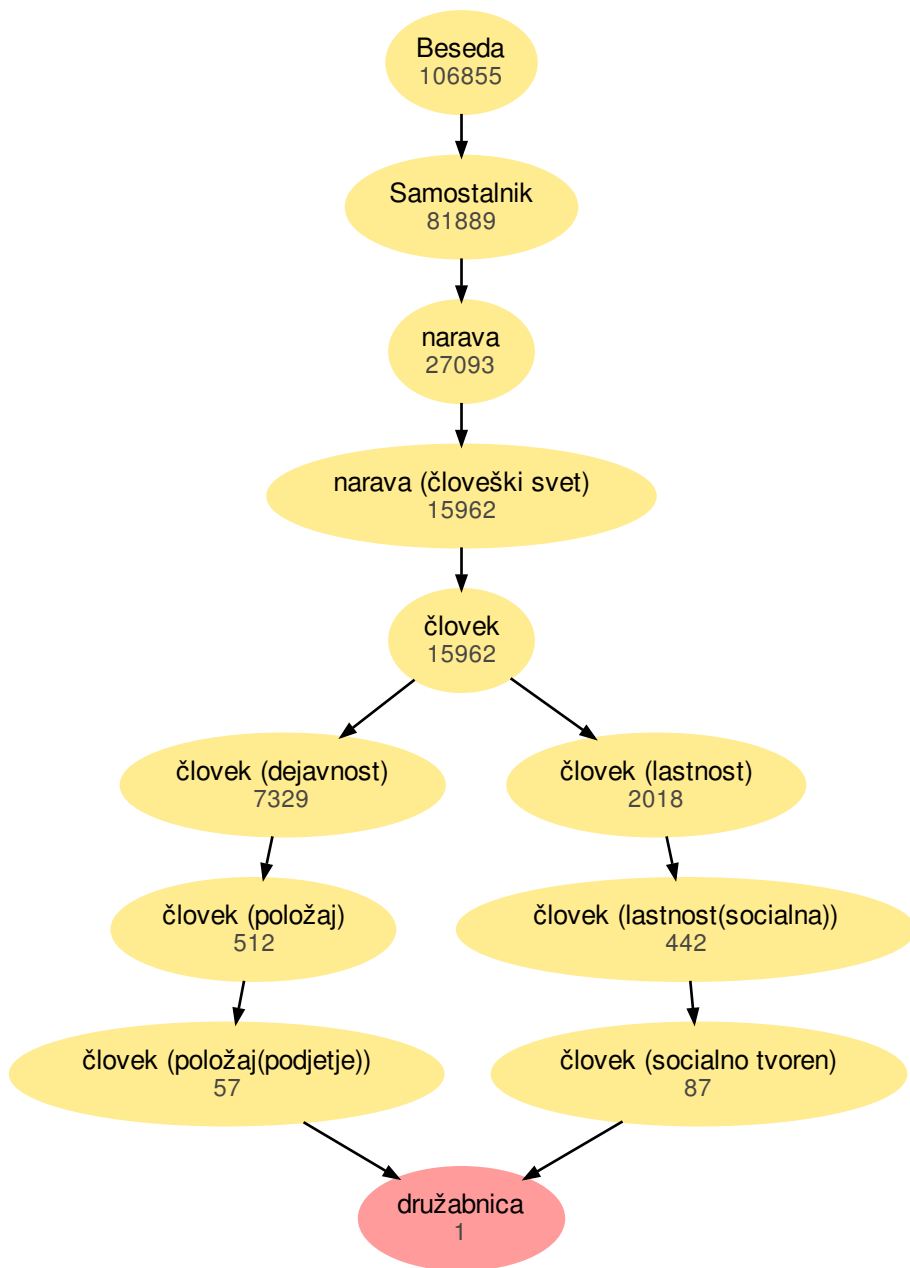 Beseda
106855
Samostalnik
81889
narava
27093
narava (človeški svet)
15962
človek
15962
človek (dejavnost)
7329
človek (lastnost)
2018
človek (položaj)
512
človek (lastnost(socialna))
442
človek (položaj(podjetje))
57
človek (socialno tvoren)
87
družabnica
1